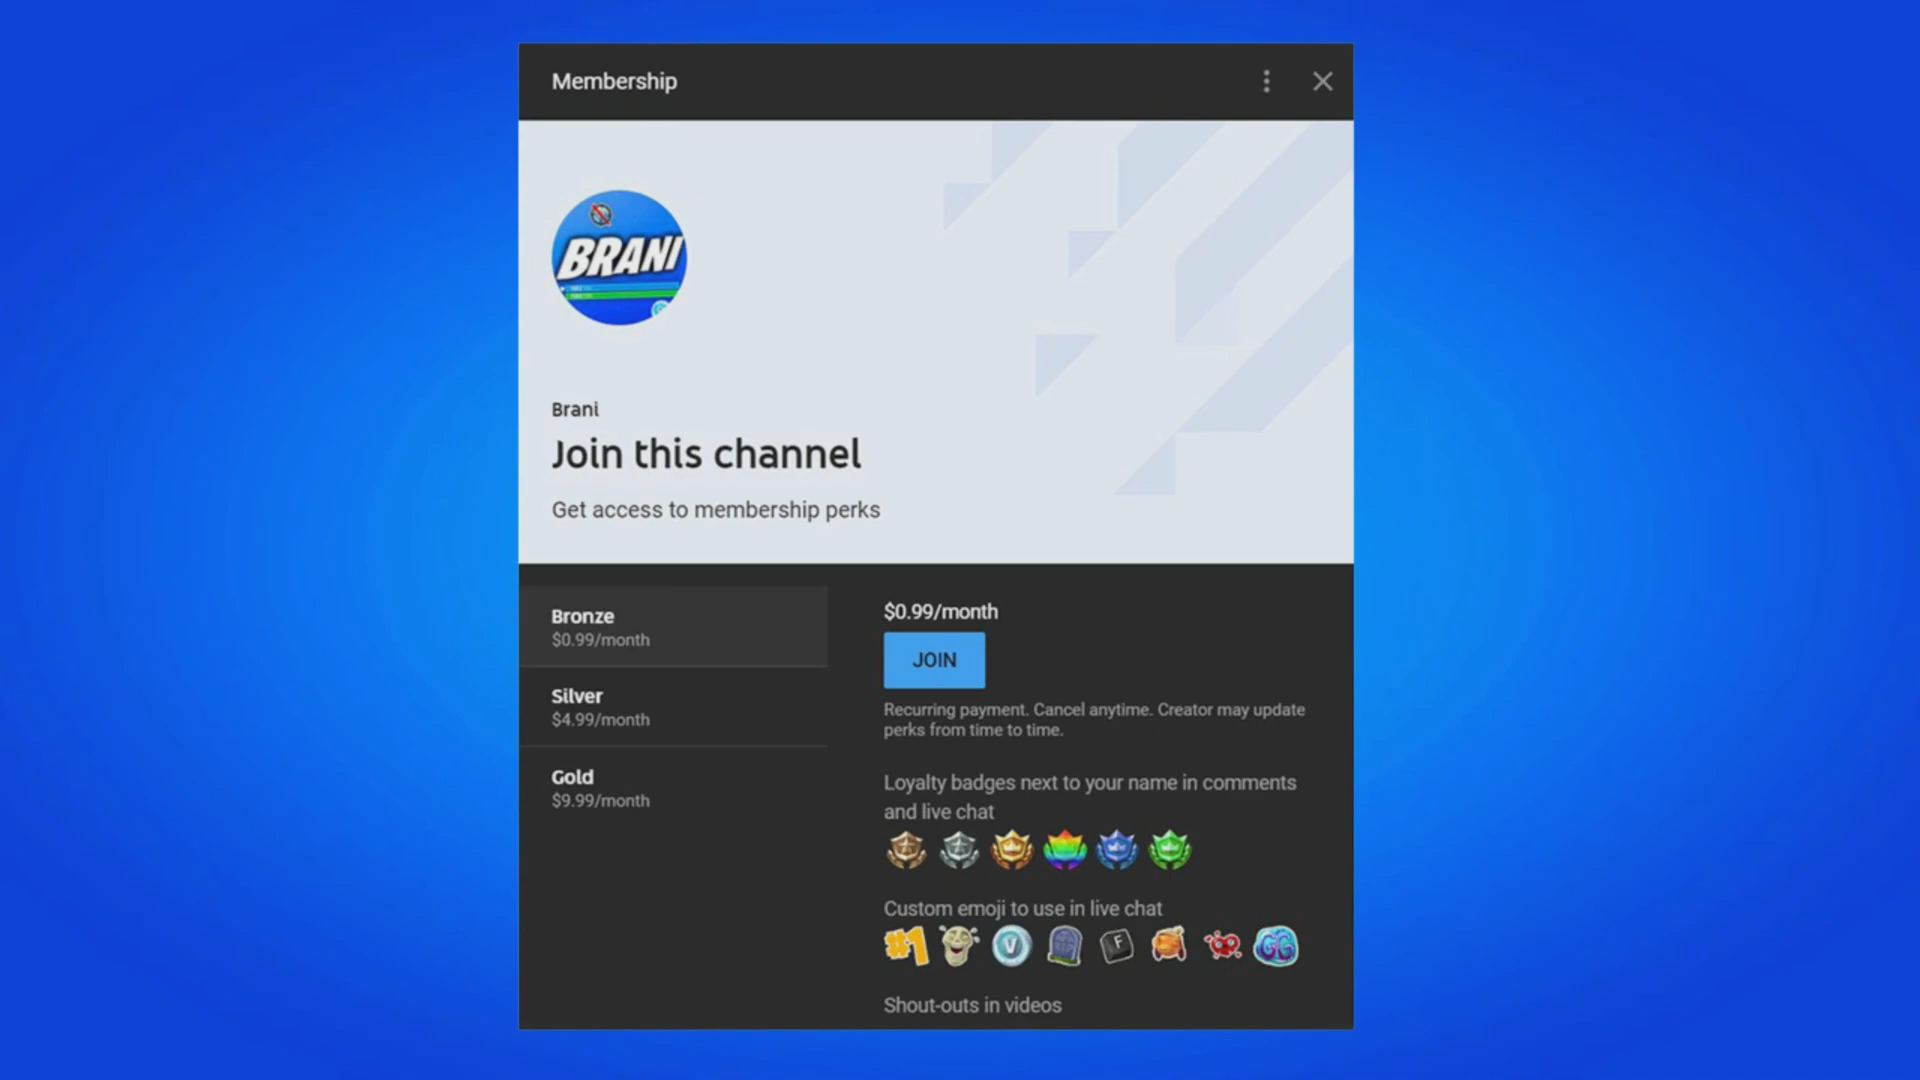 Membership
BRANI
Brani
Join this channel
Get access to membership perks
Bronze
$0.99/month
Silver
$4.99/month
Gold
$9.99/month
$0.99/month
JOIN
Recurring payment. Cancel anytime. Creator may update
perks from time to time.
Loyalty badges next to your name in comments
and live chat
Custom emoji to use in live chat
#1
V
F
GG
Shout-outs in videos